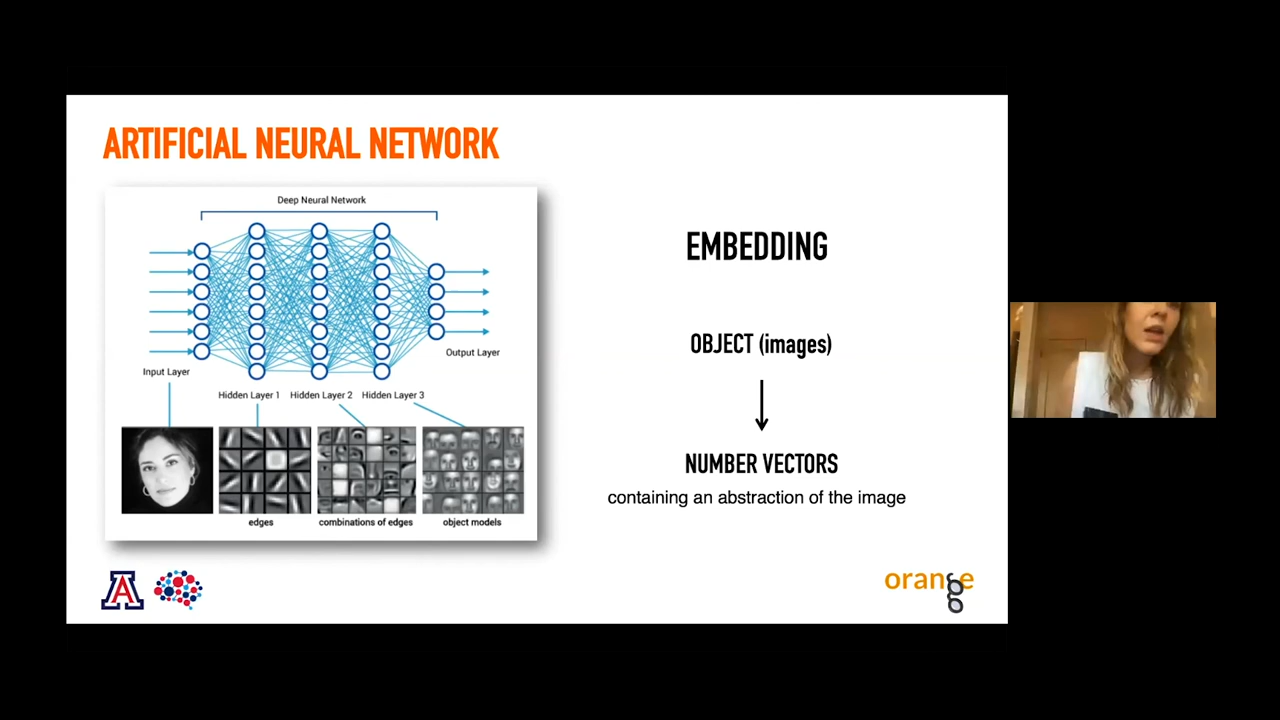 ARTIFICIAL NEURAL NETWORK
Deep Neural Network
Input Layer
Output Layer
Hidden Layer 1
Hidden Layer 2
Hidden Layer 3
edges
combinations of edges
object models
EMBEDDING
OBJECT (images)
NUMBER VECTORS
containing an abstraction of the image
A
orange